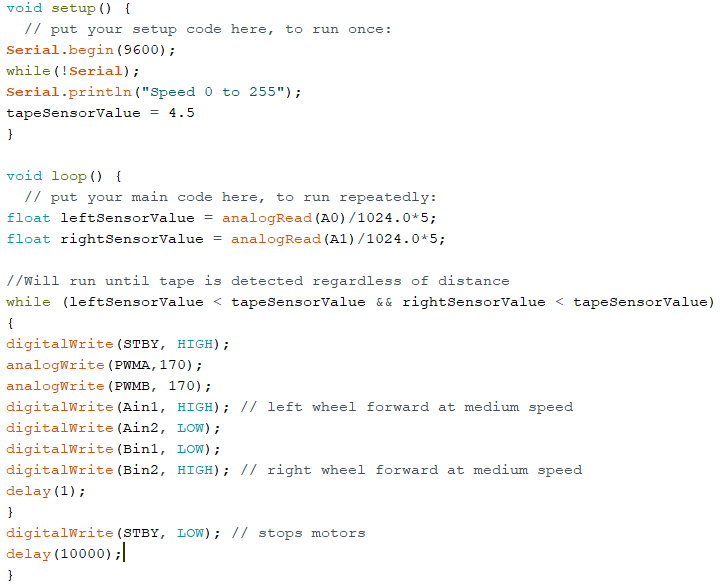 void setup() {
  // put your setup code here, to run once:
Serial.begin(9600);
while(!Serial);
Serial.println("Speed 0 to 255");
tapeSensorValue = 4.5
}

void loop() {
  // put your main code here, to run repeatedly:
float leftSensorValue = analogRead(A0)/1024.0*5;
float rightSensorValue = analogRead(A1)/1024.0*5;

//Will run until tape is detected regardless of distance
while (leftSensorValue < tapeSensorValue && rightSensorValue < tapeSensorValue)
{
digitalWrite(STBY, HIGH);
analogWrite(PWMA,170);
analogWrite(PWMB, 170);
digitalWrite(Ain1, HIGH); // left wheel forward at medium speed
digitalWrite(Ain2, LOW);
digitalWrite(Bin1, LOW);
digitalWrite(Bin2, HIGH); // right wheel forward at medium speed
delay(1);
}
digitalWrite(STBY, LOW); // stops motors
delay(10000);
}